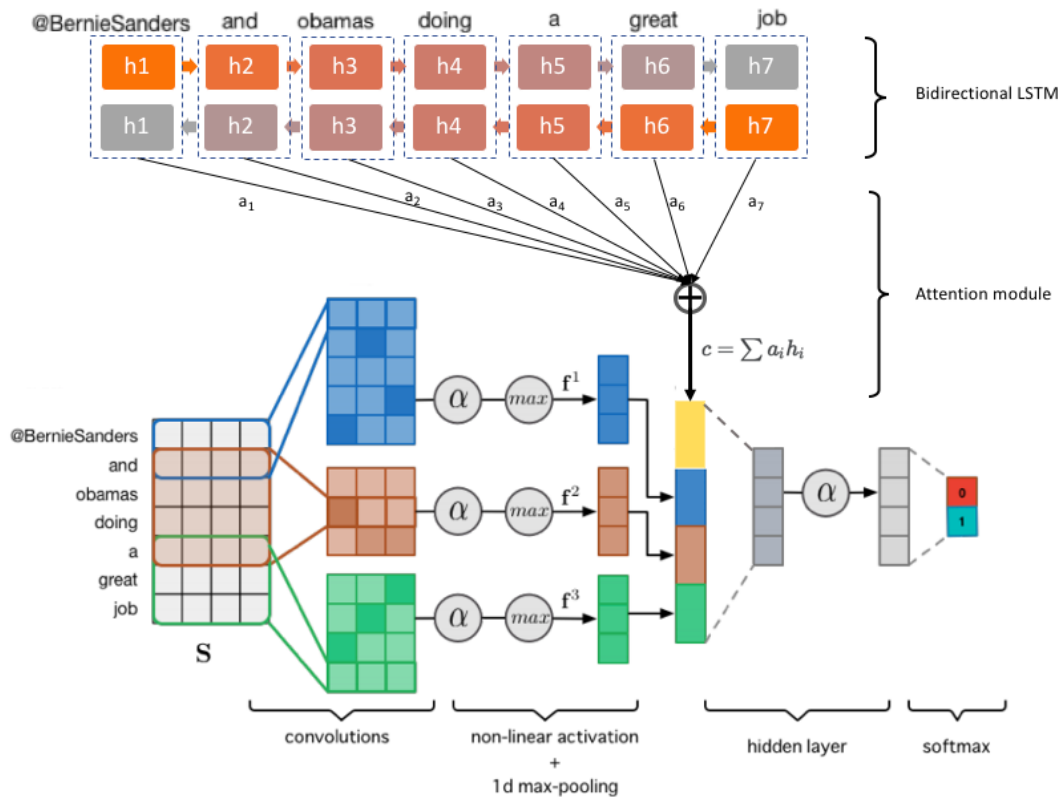 @BernieSanders and obamas doing a great job
h1 h2 h3 h4 h5 h6 h7
h1 h2 h3 h4 h5 h6 h7
Bidirectional LSTM
a₁ a₂ a₃ a₄ a₅ a₆ a₇
Attention module
c = ∑ aᵢhᵢ
@BernieSanders
and
obamas
doing
a
great
job
S
α max f¹
α max f²
α max f³
α
0
1
convolutions
non-linear activation
+
1d max-pooling
hidden layer
softmax